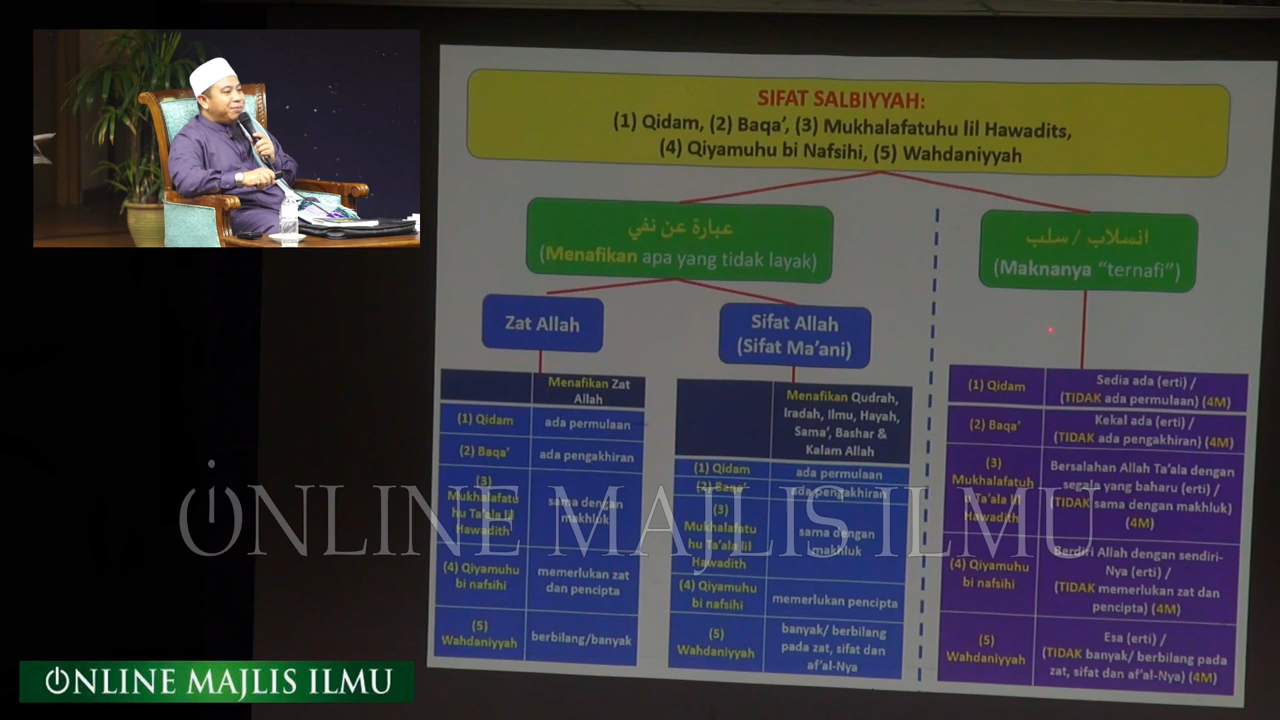 SIFAT SALBIYYAH:
(1) Qidam, (2) Baqa’, (3) Mukhalafatuhu lil Hawadits,
(4) Qiyamuhu bi Nafsihi, (5) Wahdaniyyah
عبارة عن نفي
(Menafikan apa yang tidak layak)
انسلاب / سلب
(Maknanya “ternafi”)
Zat Allah
Sifat Allah
(Sifat Ma’ani)
Menafikan Zat
Allah
(1) Qidam
ada permulaan
(2) Baqa’
ada pengakhiran
(3)
Mukhalafatu
hu Ta’ala lil
Hawadith
sama dengan
makhluk
(4) Qiyamuhu
bi nafsihi
memerlukan zat
dan pencipta
(5)
Wahdaniyyah
berbilang/banyak
Menafikan Qudrah,
Iradah, Ilmu, Hayah,
Sama’, Bashar &
Kalam Allah
(1) Qidam
ada permulaan
(2) Baqa’
ada pengakhiran
(3)
Mukhalafatu
hu Ta’ala lil
Hawadith
sama dengan
makhluk
(4) Qiyamuhu
bi nafsihi
memerlukan pencipta
(5)
Wahdaniyyah
banyak/ berbilang
pada zat, sifat dan
af’al-Nya
(1) Qidam
Sedia ada (erti) /
(TIDAK ada permulaan) (4M)
(2) Baqa’
Kekal ada (erti) /
(TIDAK ada pengakhiran) (4M)
(3)
Mukhalafatuh
u Ta’ala lil
Hawadith
Bersalahan Allah Ta’ala dengan
segala yang baharu (erti) /
(TIDAK sama dengan makhluk)
(4M)
(4) Qiyamuhu
bi nafsihi
Berdiri Allah dengan sendiri-
Nya (erti) /
(TIDAK memerlukan zat dan
pencipta) (4M)
(5)
Wahdaniyyah
Esa (erti) /
(TIDAK banyak/ berbilang pada
zat, sifat dan af’al-Nya) (4M)
ONLINE MAJLIS ILMU
ONLINE MAJLIS ILMU